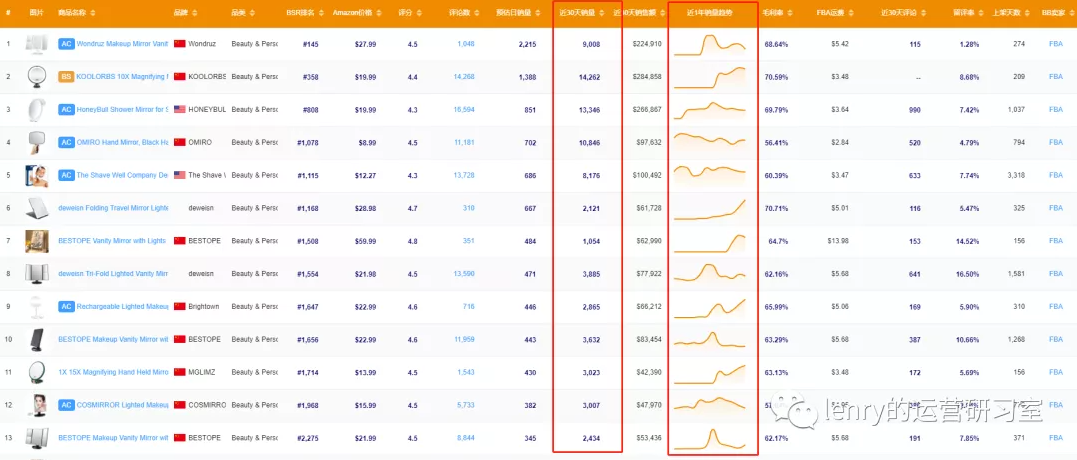 # 图片 商品名称 品牌 品类 BSR排名 Amazon价格 评分 评论数 预估日销量 近30天销量 近30天销售额 近1年销量趋势 毛利率 FBA运费 近30天评论 留评率 上架天数 BB卖家
1 AC Wondruz Makeup Mirror Vanit Wondruz Beauty & Perso #145 $27.99 4.5 1,948 2,215 9,008 $224,910 68.64% $5.42 115 1.28% 274 FBA
2 BS KOOLORBS 10X Magnifying M KOOLORBS Beauty & Perso #358 $19.99 4.4 14,268 1,388 14,262 $284,858 70.59% $3.48 -- 8.68% 209 FBA
3 AC HoneyBull Shower Mirror for S HONEYBUL Beauty & Perso #808 $19.99 4.3 16,594 851 13,346 $266,867 69.79% $3.64 990 7.42% 1,037 FBA
4 AC OMIRO Hand Mirror, Black Ha OMIRO Beauty & Perso #1,078 $8.99 4.5 11,181 702 10,846 $97,632 56.41% $2.84 520 4.79% 794 FBA
5 AC The Shave Well Company De The Shave W Beauty & Perso #1,115 $12.27 4.3 13,728 686 8,176 $100,492 60.39% $3.47 633 7.74% 3,318 FBA
6 deweisn Folding Travel Mirror Lights deweisn Beauty & Perso #1,168 $28.98 4.7 310 667 2,121 $61,728 70.71% $5.01 116 5.47% 325 FBA
7 BESTOPE Vanity Mirror with Lights BESTOPE Beauty & Perso #1,508 $59.99 4.8 351 484 1,054 $62,990 64.7% $13.98 153 14.52% 156 FBA
8 deweisn Tri-Fold Lighted Vanity Mirr deweisn Beauty & Perso #1,554 $21.98 4.5 13,590 471 3,885 $77,922 62.16% $5.68 641 16.50% 1,581 FBA
9 AC Rechargeable Lighted Makeu Brightown Beauty & Perso #1,647 $22.99 4.6 716 446 2,865 $66,212 65.99% $5.06 169 5.90% 310 FBA
10 BESTOPE Makeup Vanity Mirror wit BESTOPE Beauty & Perso #1,656 $22.99 4.6 11,959 443 3,632 $83,454 63.29% $5.68 387 10.66% 1,268 FBA
11 1X 15X Magnifying Hand Held Mirror MGLIMZ Beauty & Perso #1,714 $13.99 4.5 1,543 430 3,023 $42,390 63.13% $3.48 172 5.69% 156 FBA
12 AC COSMIRROR Lighted Makeu COSMIRRO Beauty & Perso #1,968 $15.99 4.5 5,733 382 3,007 $47,970 FBA
lenry的运营研习室
13 BESTOPE Makeup Vanity Mirror wit BESTOPE Beauty & Perso #2,275 $21.99 4.5 8,844 345 2,434 $53,436 62.17% $5.68 191 7.85% 371 FBA